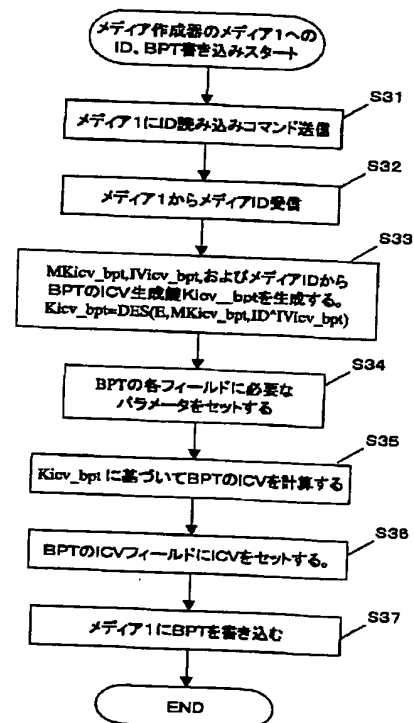 メディア作成器のメディア1への
ID、BPT書き込みスタート
S31
メディア1にID読み込みコマンド送信
S32
メディア1からメディアID受信
S33
MKicv_bpt,IVicv_bpt,およびメディアIDから
BPTのICV生成鍵Kicv__bptを生成する。
Kicv_bpt=DES(E,MKicv_bpt,ID^IVicv_bpt)
S34
BPTの各フィールドに必要な
パラメータをセットする
S35
Kicv_bpt に基づいてBPTのICVを計算する
S36
BPTのICVフィールドにICVをセットする。
S37
メディア1にBPTを書き込む
END